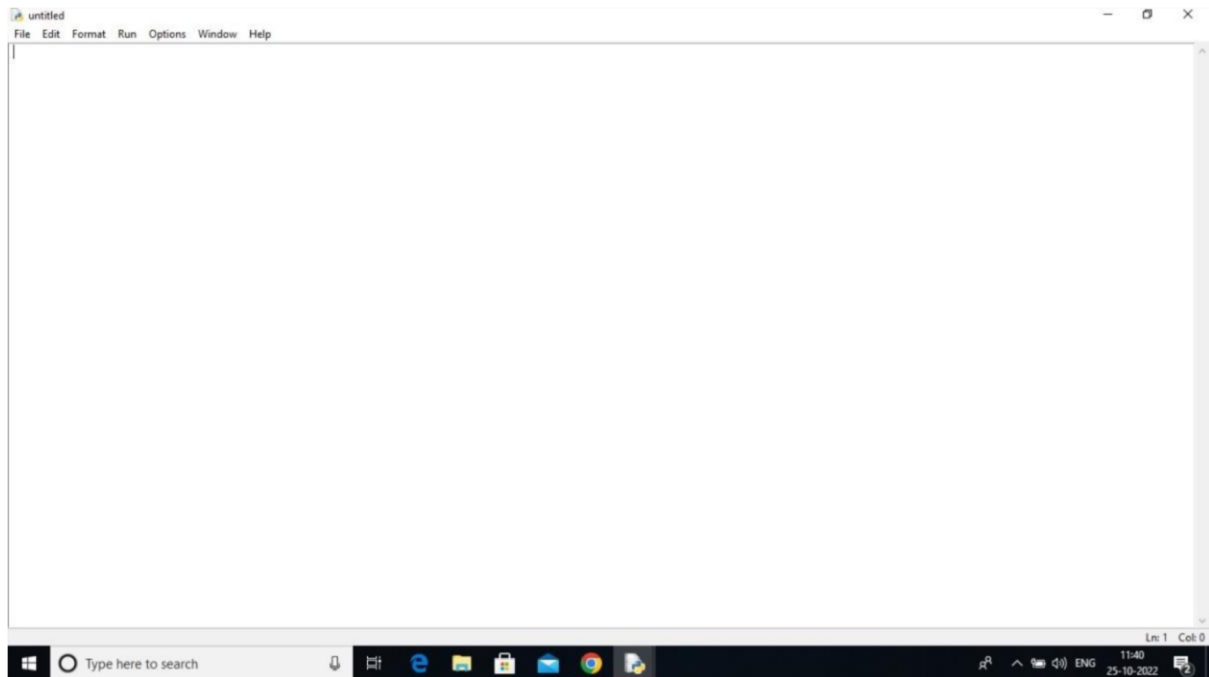 untitled
File Edit Format Run Options Window Help
Ln: 1 Col: 0
Type here to search
ENG
11:40
25-10-2022
2